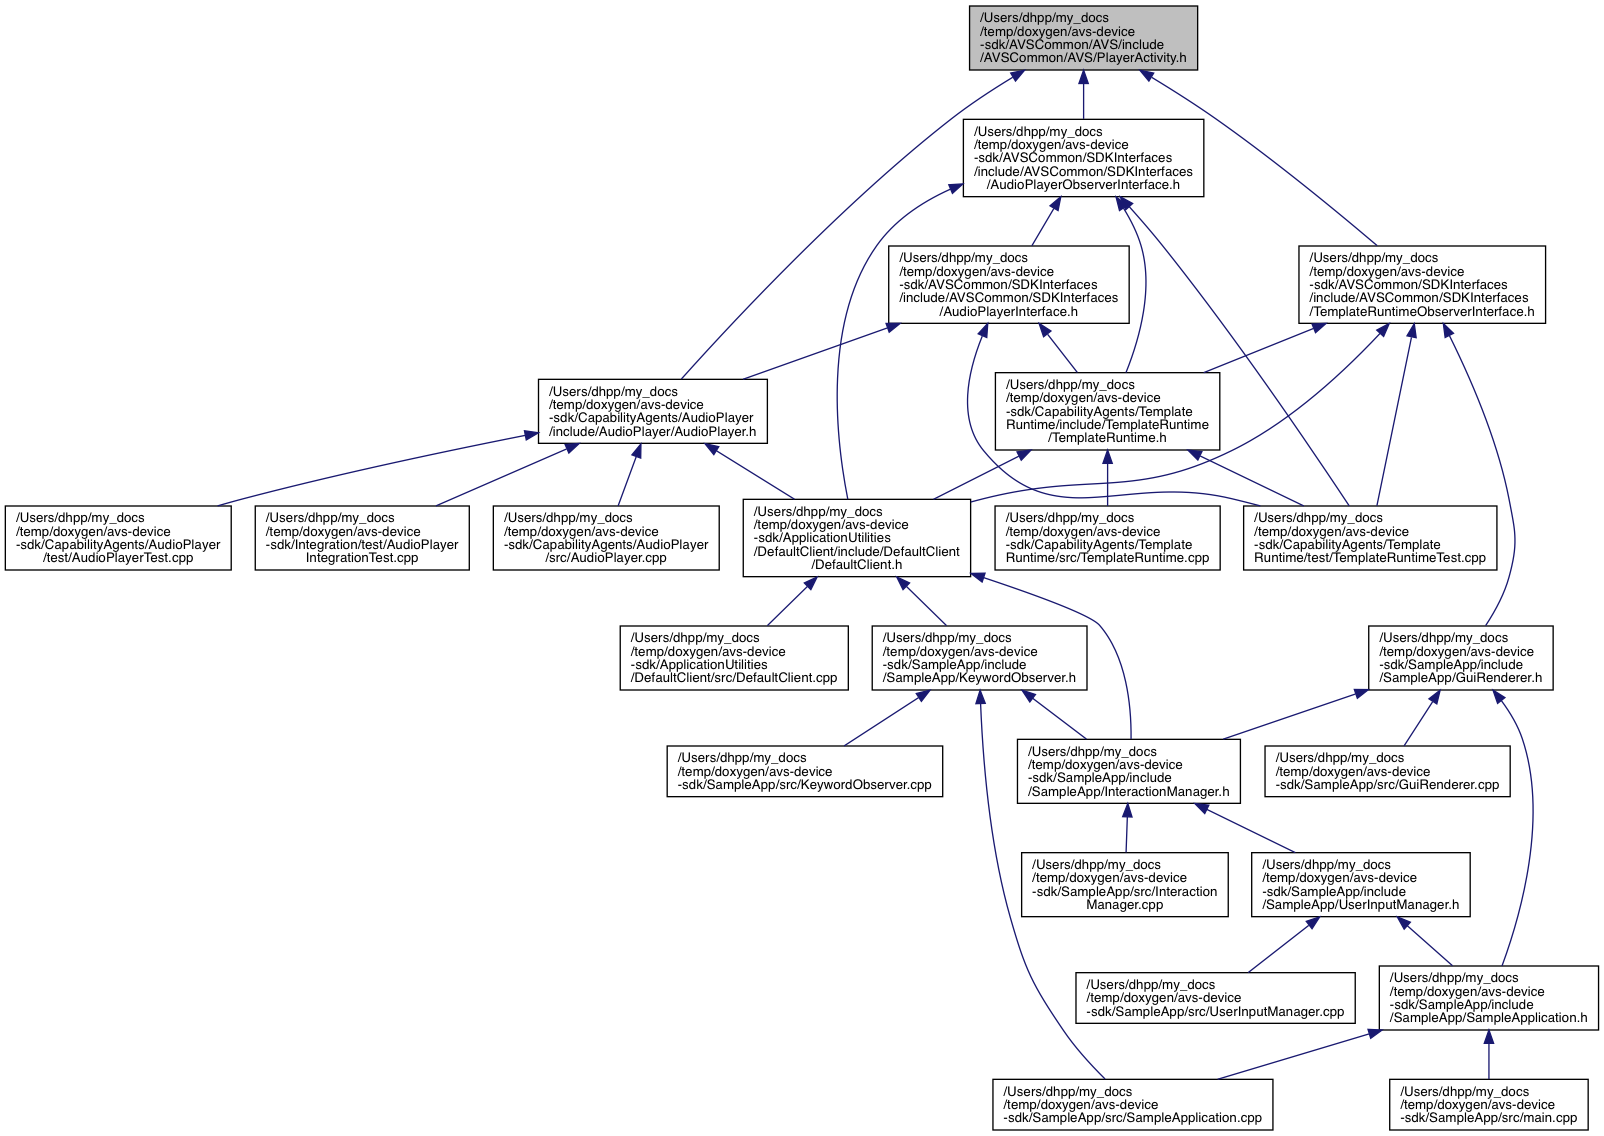 /Users/dhpp/my_docs
/temp/doxygen/avs-device
-sdk/AVSCommon/AVS/include
/AVSCommon/AVS/PlayerActivity.h
/Users/dhpp/my_docs
/temp/doxygen/avs-device
-sdk/AVSCommon/SDKInterfaces
/include/AVSCommon/SDKInterfaces
/AudioPlayerObserverInterface.h
/Users/dhpp/my_docs
/temp/doxygen/avs-device
-sdk/AVSCommon/SDKInterfaces
/include/AVSCommon/SDKInterfaces
/AudioPlayerInterface.h
/Users/dhpp/my_docs
/temp/doxygen/avs-device
-sdk/AVSCommon/SDKInterfaces
/include/AVSCommon/SDKInterfaces
/TemplateRuntimeObserverInterface.h
/Users/dhpp/my_docs
/temp/doxygen/avs-device
-sdk/CapabilityAgents/AudioPlayer
/include/AudioPlayer/AudioPlayer.h
/Users/dhpp/my_docs
/temp/doxygen/avs-device
-sdk/CapabilityAgents/Template
Runtime/include/TemplateRuntime
/TemplateRuntime.h
/Users/dhpp/my_docs
/temp/doxygen/avs-device
-sdk/CapabilityAgents/AudioPlayer
/test/AudioPlayerTest.cpp
/Users/dhpp/my_docs
/temp/doxygen/avs-device
-sdk/Integration/test/AudioPlayer
IntegrationTest.cpp
/Users/dhpp/my_docs
/temp/doxygen/avs-device
-sdk/CapabilityAgents/AudioPlayer
/src/AudioPlayer.cpp
/Users/dhpp/my_docs
/temp/doxygen/avs-device
-sdk/ApplicationUtilities
/DefaultClient/include/DefaultClient
/DefaultClient.h
/Users/dhpp/my_docs
/temp/doxygen/avs-device
-sdk/CapabilityAgents/Template
Runtime/src/TemplateRuntime.cpp
/Users/dhpp/my_docs
/temp/doxygen/avs-device
-sdk/CapabilityAgents/Template
Runtime/test/TemplateRuntimeTest.cpp
/Users/dhpp/my_docs
/temp/doxygen/avs-device
-sdk/ApplicationUtilities
/DefaultClient/src/DefaultClient.cpp
/Users/dhpp/my_docs
/temp/doxygen/avs-device
-sdk/SampleApp/include
/SampleApp/KeywordObserver.h
/Users/dhpp/my_docs
/temp/doxygen/avs-device
-sdk/SampleApp/include
/SampleApp/GuiRenderer.h
/Users/dhpp/my_docs
/temp/doxygen/avs-device
-sdk/SampleApp/src/KeywordObserver.cpp
/Users/dhpp/my_docs
/temp/doxygen/avs-device
-sdk/SampleApp/include
/SampleApp/InteractionManager.h
/Users/dhpp/my_docs
/temp/doxygen/avs-device
-sdk/SampleApp/src/GuiRenderer.cpp
/Users/dhpp/my_docs
/temp/doxygen/avs-device
-sdk/SampleApp/src/Interaction
Manager.cpp
/Users/dhpp/my_docs
/temp/doxygen/avs-device
-sdk/SampleApp/include
/SampleApp/UserInputManager.h
/Users/dhpp/my_docs
/temp/doxygen/avs-device
-sdk/SampleApp/src/UserInputManager.cpp
/Users/dhpp/my_docs
/temp/doxygen/avs-device
-sdk/SampleApp/include
/SampleApp/SampleApplication.h
/Users/dhpp/my_docs
/temp/doxygen/avs-device
-sdk/SampleApp/src/SampleApplication.cpp
/Users/dhpp/my_docs
/temp/doxygen/avs-device
-sdk/SampleApp/src/main.cpp